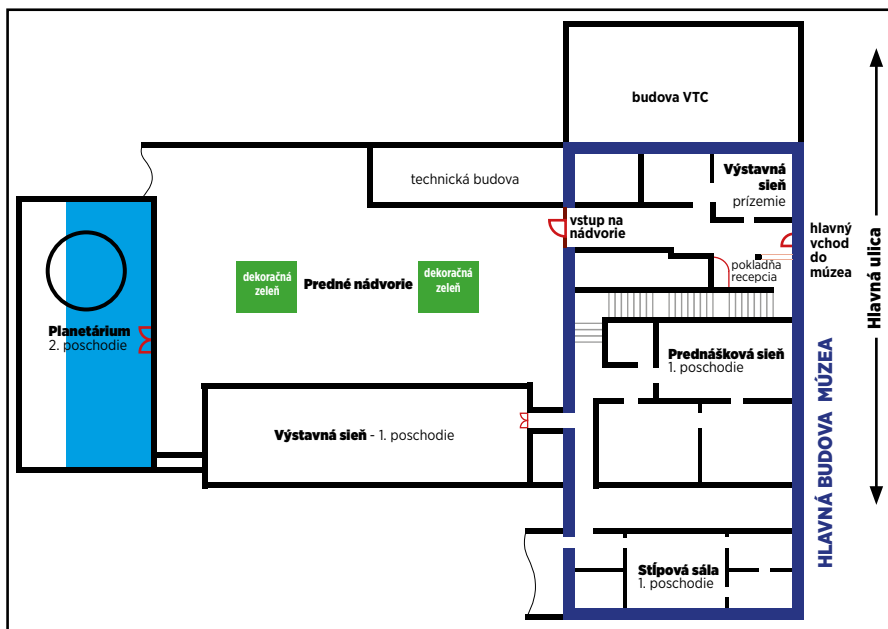 budova VTC
technická budova
Výstavná
sieň
prízemie
vstup na
nádvorie
hlavný
vchod
do
múzea
Hlavná ulica
pokladňa
recepcia
dekoračná
zeleň
Predné nádvorie
dekoračná
zeleň
Planetárium
2. poschodie
Prednášková sieň
1. poschodie
HLAVNÁ BUDOVA MÚZEA
Výstavná sieň - 1. poschodie
Stĺpová sála
1. poschodie